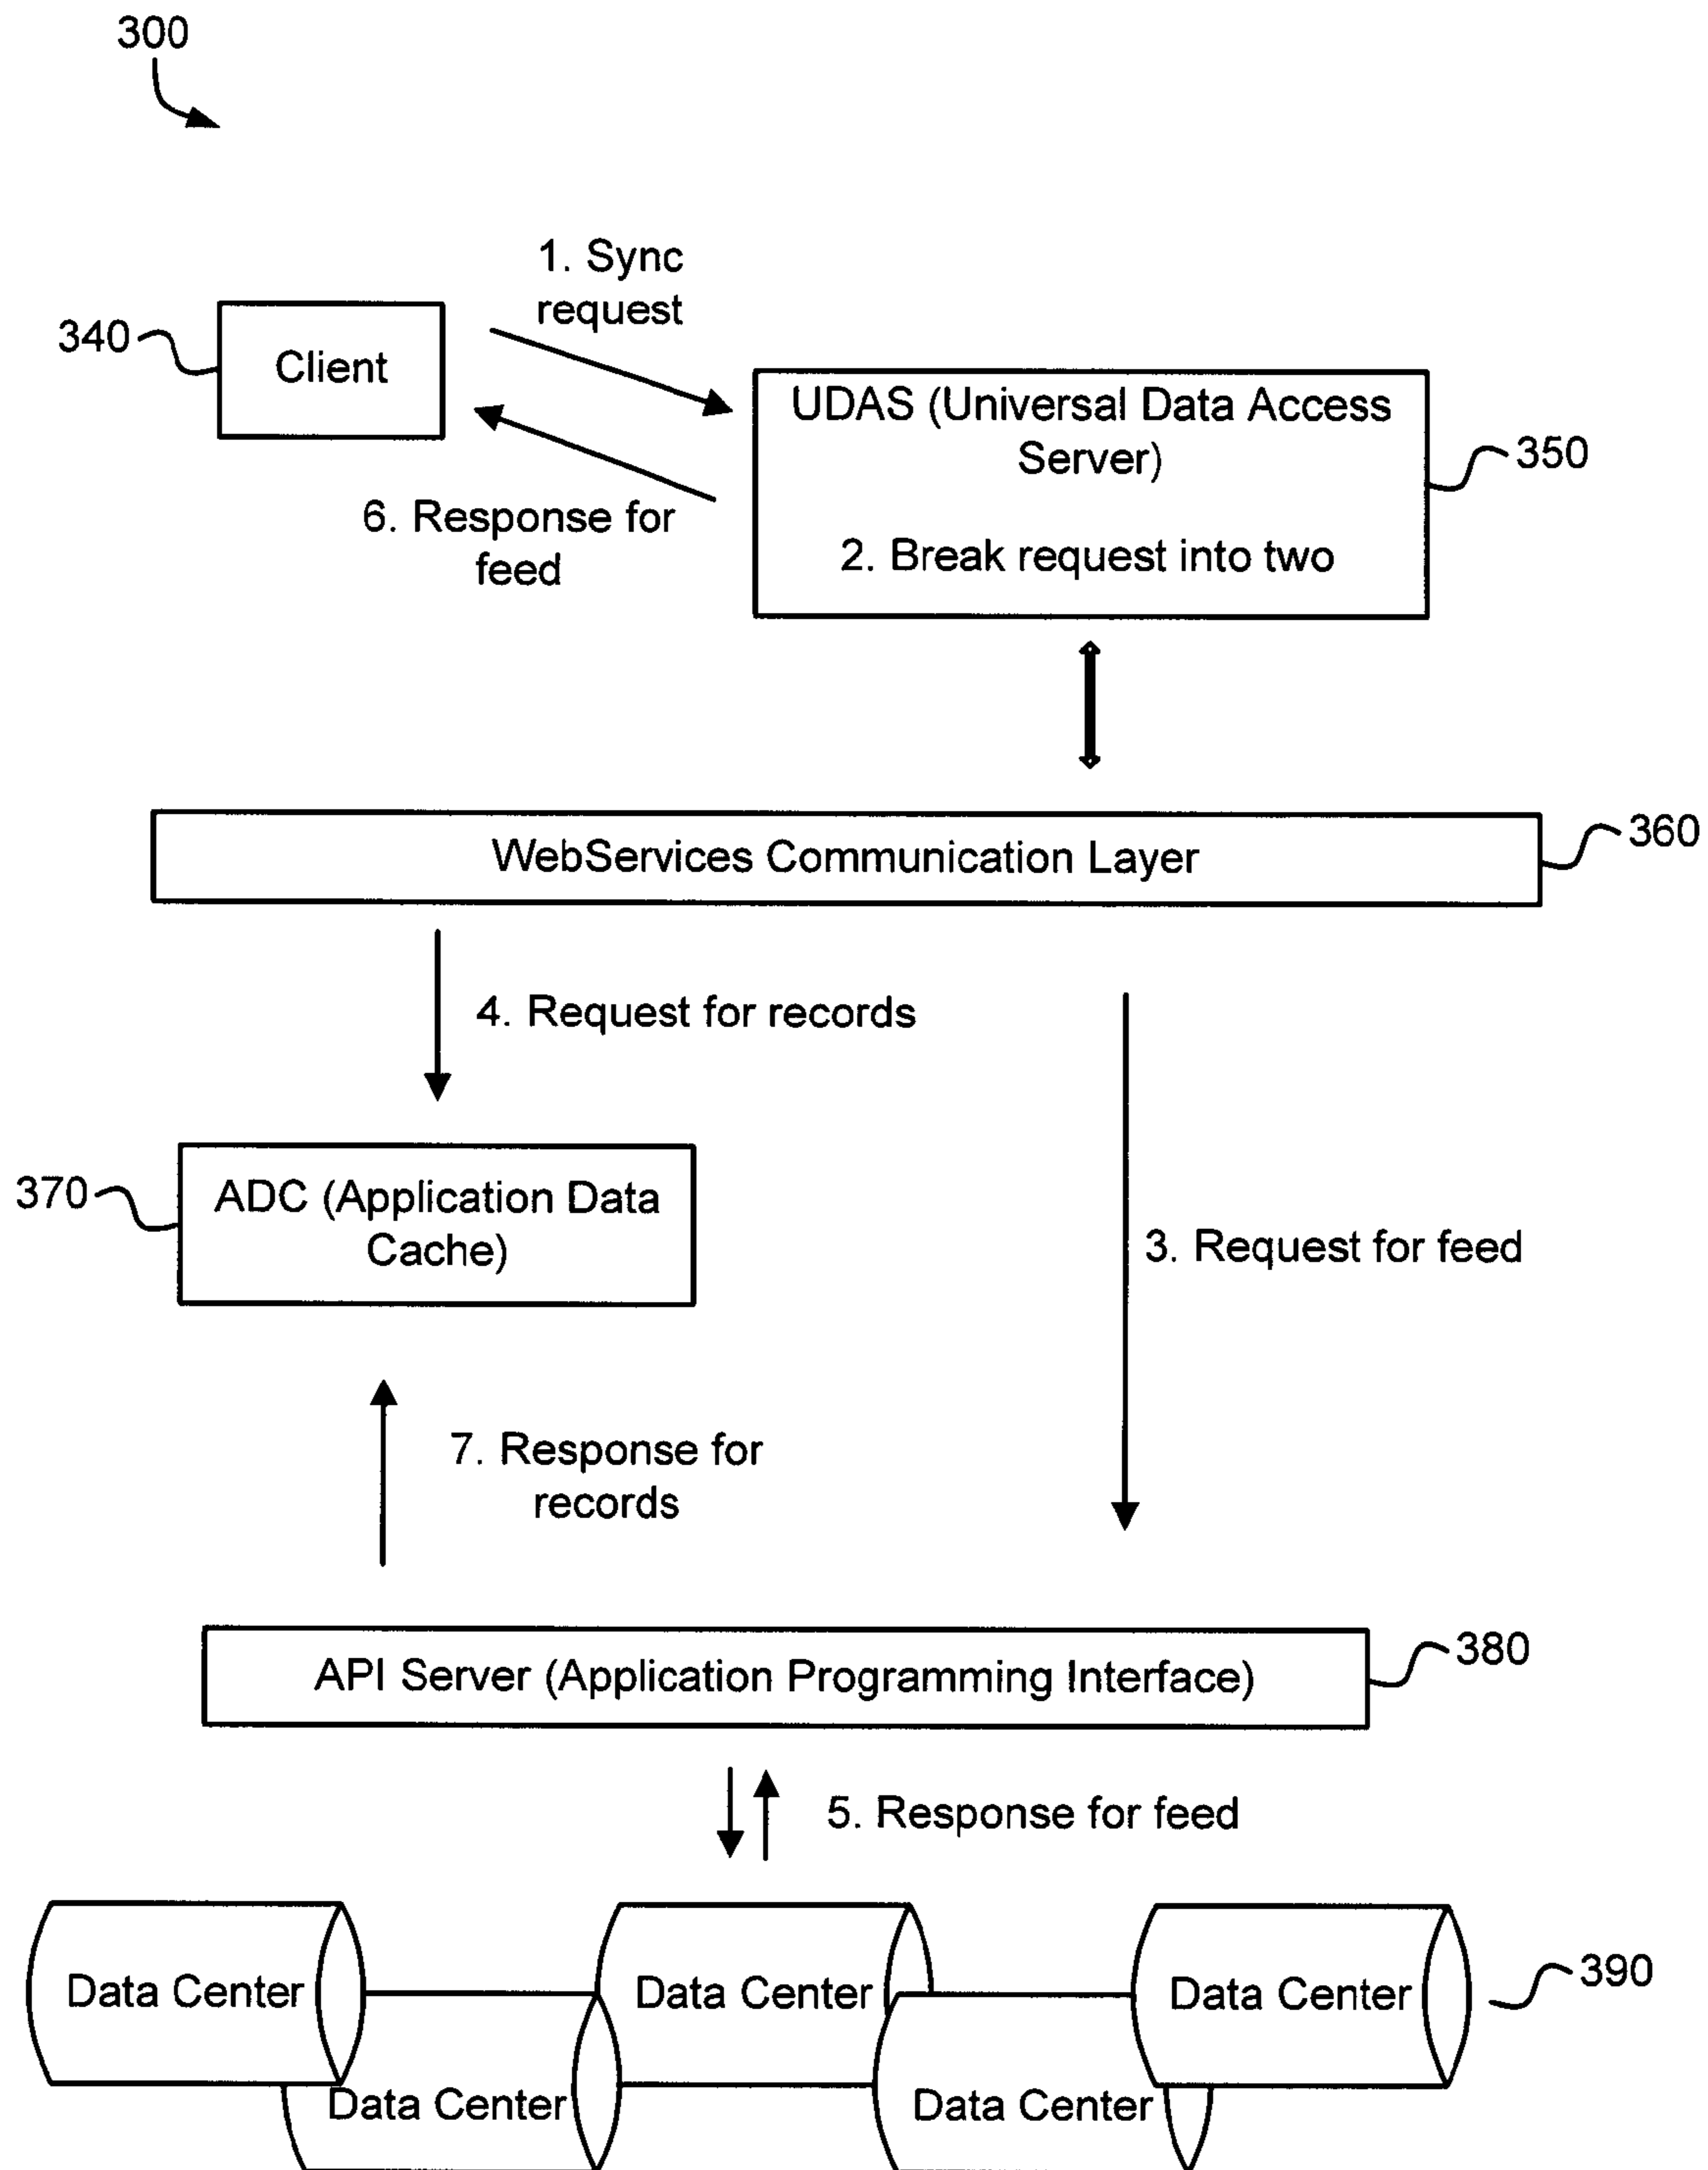 300
1. Sync
request
340
Client
UDAS (Universal Data Access
Server)
350
6. Response for
feed
2. Break request into two
WebServices Communication Layer
360
4. Request for records
370
ADC (Application Data
Cache)
3. Request for feed
7. Response for
records
API Server (Application Programming Interface)
380
5. Response for feed
Data Center
Data Center
Data Center
390
Data Center
Data Center